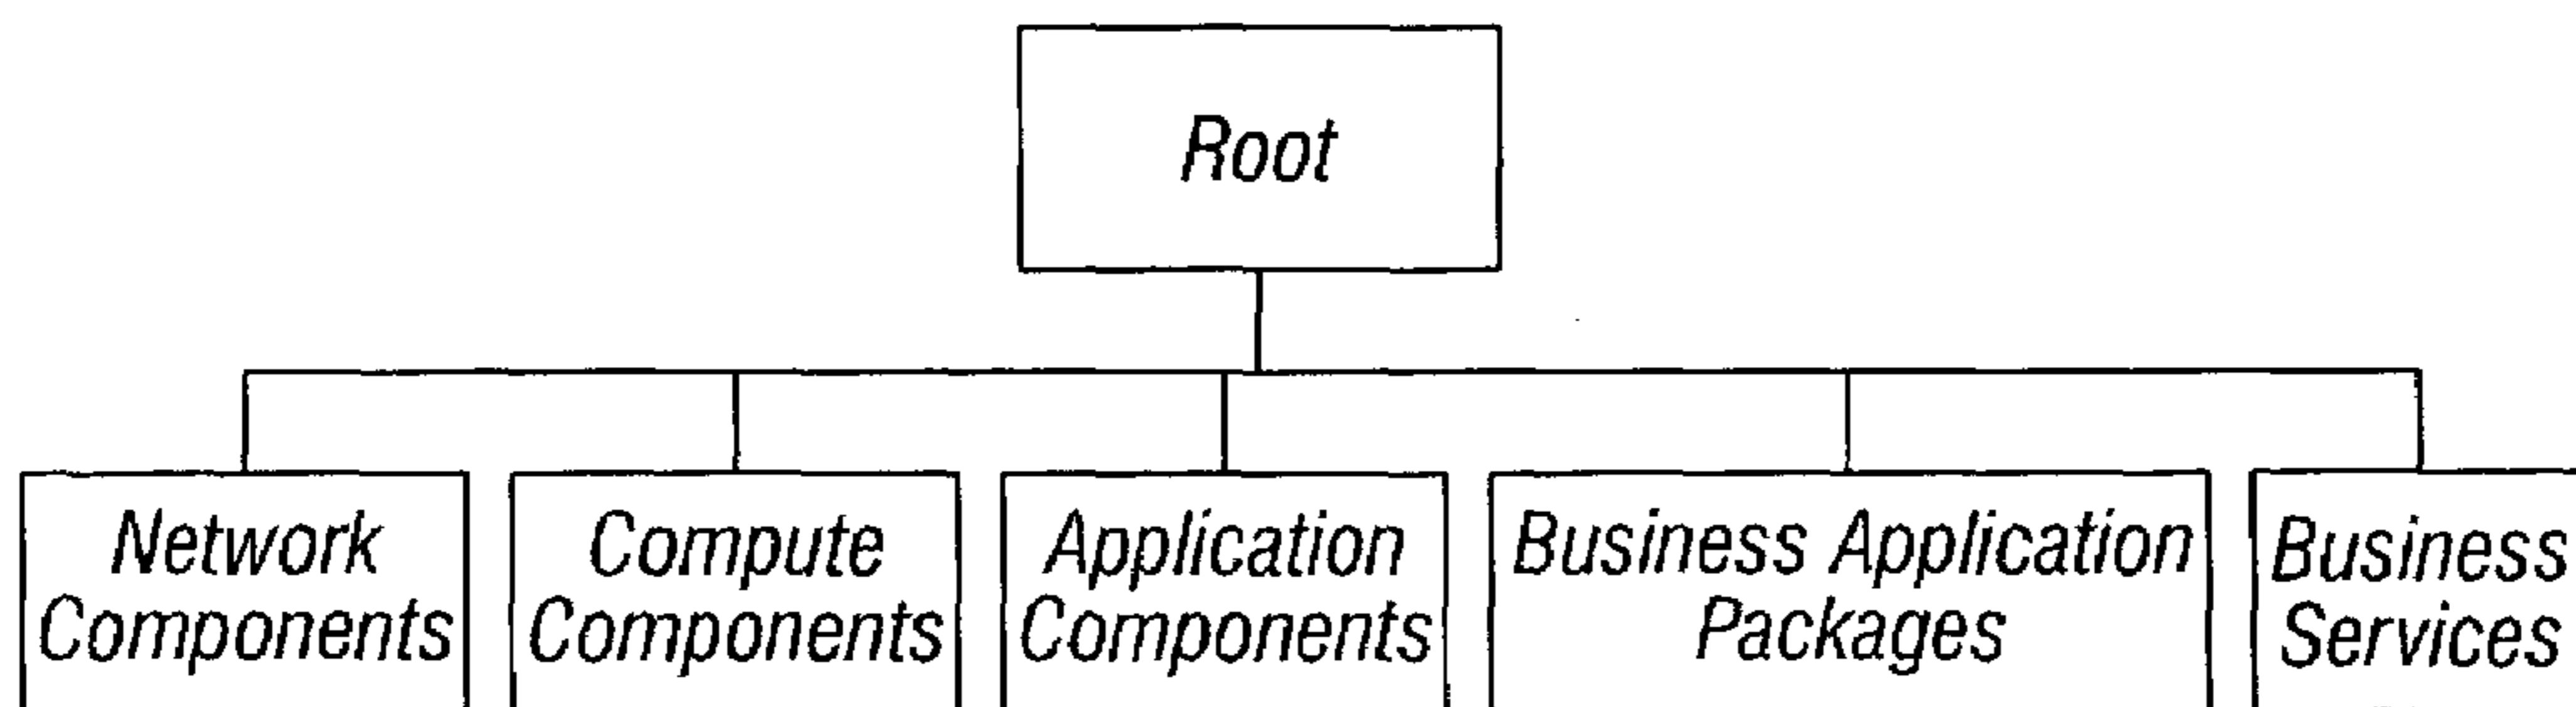 Root
Network
Components
Compute
Components
Application
Components
Business Application
Packages
Business
Services